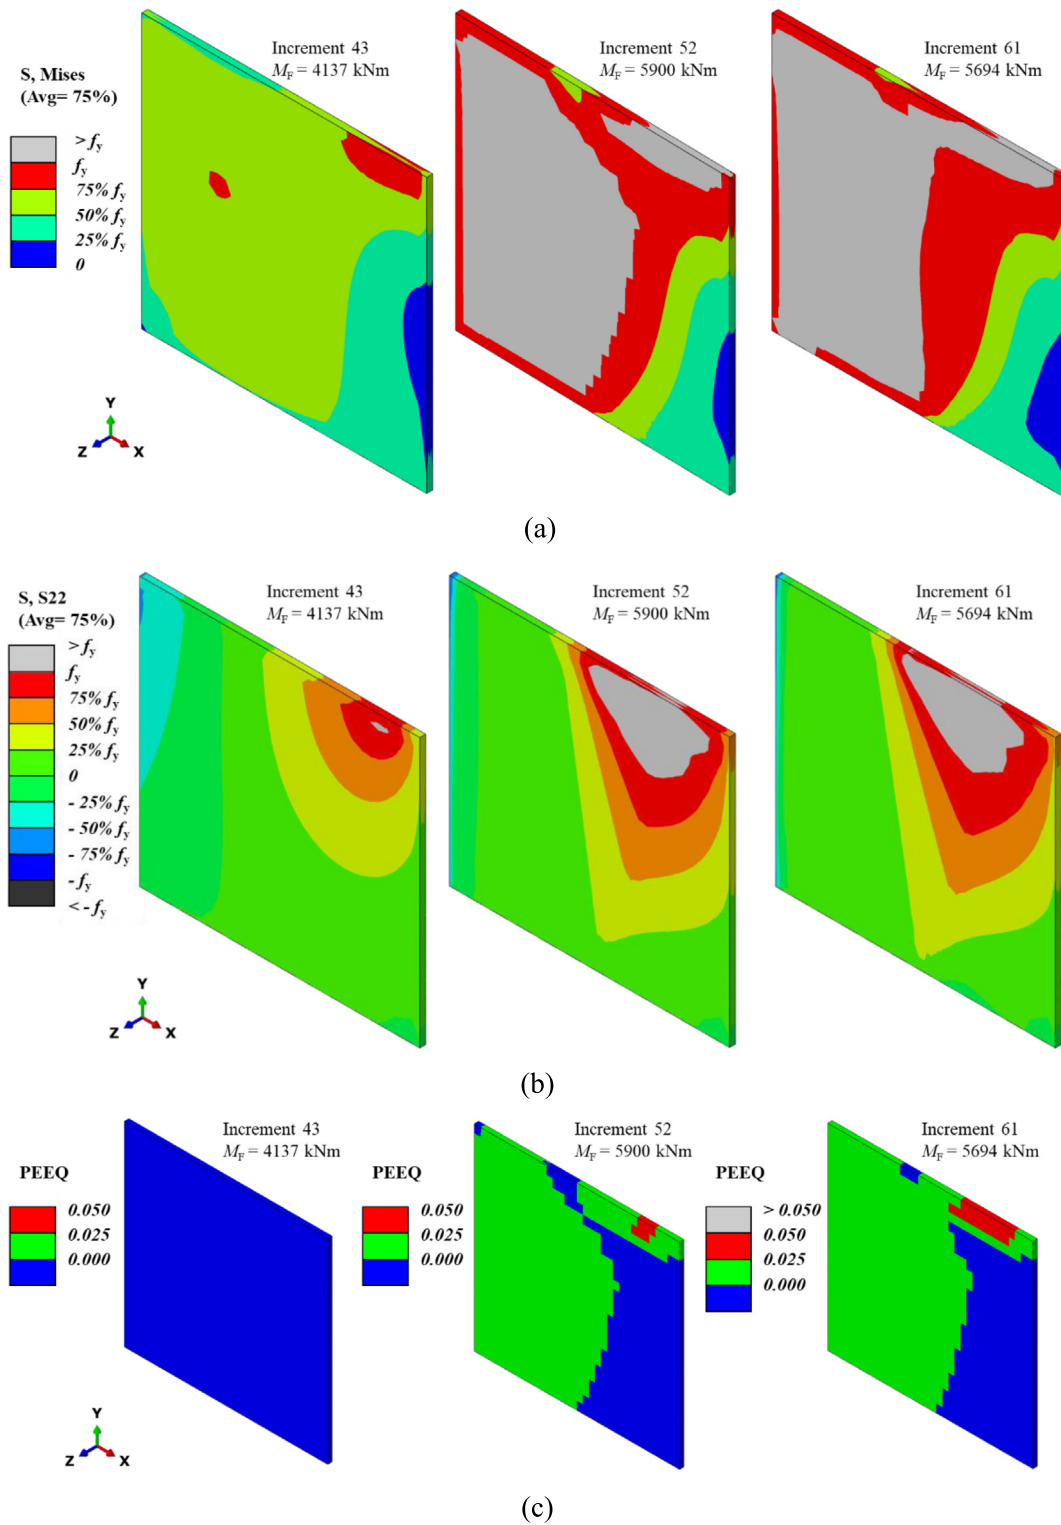 Increment 43
M_F = 4137 kNm
Increment 52
M_F = 5900 kNm
Increment 61
M_F = 5694 kNm
S, Mises
(Avg= 75%)
> f_y
f_y
75% f_y
50% f_y
25% f_y
0
Y
Z
X
(a)
Increment 43
M_F = 4137 kNm
Increment 52
M_F = 5900 kNm
Increment 61
M_F = 5694 kNm
S, S22
(Avg= 75%)
> f_y
f_y
75% f_y
50% f_y
25% f_y
0
- 25% f_y
- 50% f_y
- 75% f_y
- f_y
< - f_y
Y
Z
X
(b)
Increment 43
M_F = 4137 kNm
Increment 52
M_F = 5900 kNm
Increment 61
M_F = 5694 kNm
PEEQ
0.050
0.025
0.000
PEEQ
0.050
0.025
0.000
PEEQ
> 0.050
0.050
0.025
0.000
Y
Z
X
(c)